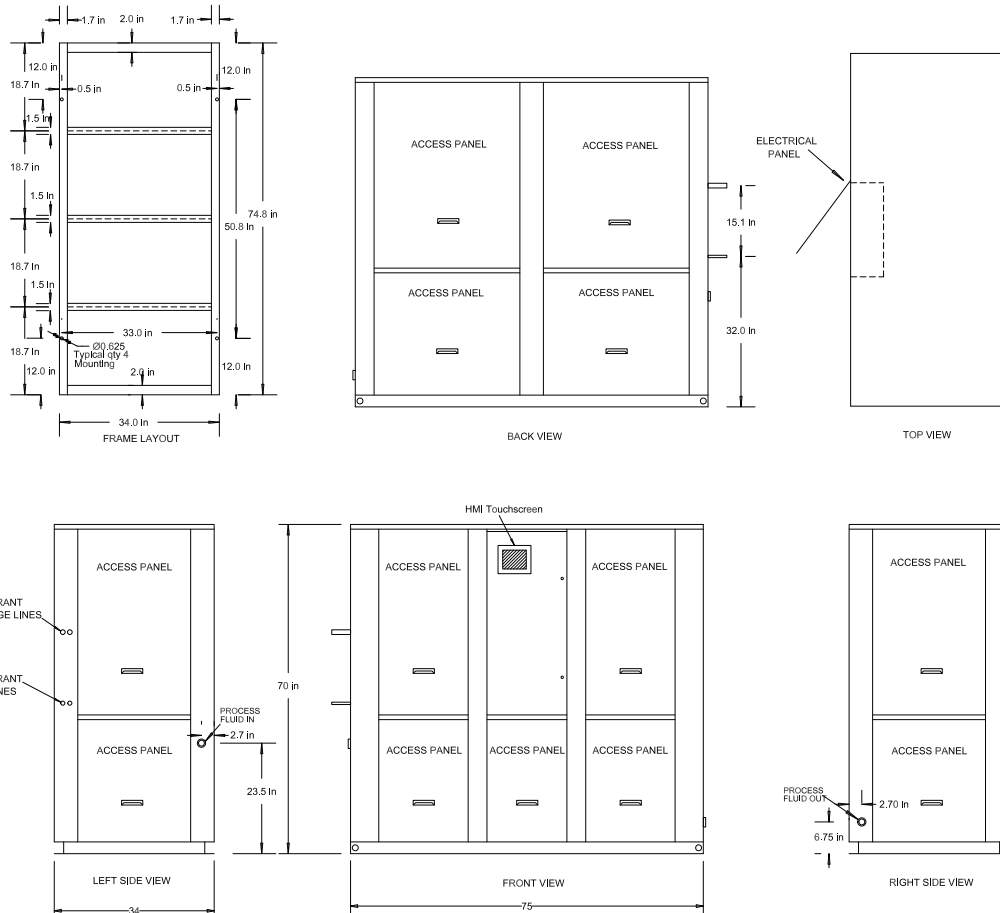 1.7 in
2.0 in
1.7 in
12.0 in
12.0 in
18.7 in
0.5 in
0.5 in
1.5 in
18.7 in
1.5 in
74.8 in
50.8 in
18.7 in
1.5 in
33.0 in
Ø0.625
Typical qty 4
Mounting
18.7 in
12.0 in
2.0 in
12.0 in
34.0 in
FRAME LAYOUT
ACCESS PANEL
ACCESS PANEL
ACCESS PANEL
ACCESS PANEL
15.1 in
32.0 in
BACK VIEW
ELECTRICAL
PANEL
TOP VIEW
ACCESS PANEL
RANT
GE LINES
RANT
NES
PROCESS
FLUID IN
2.7 in
ACCESS PANEL
23.5 in
LEFT SIDE VIEW
34
HMI Touchscreen
ACCESS PANEL
ACCESS PANEL
70 in
ACCESS PANEL
ACCESS PANEL
ACCESS PANEL
FRONT VIEW
75
ACCESS PANEL
ACCESS PANEL
PROCESS
FLUID OUT
2.70 in
6.75 in
RIGHT SIDE VIEW